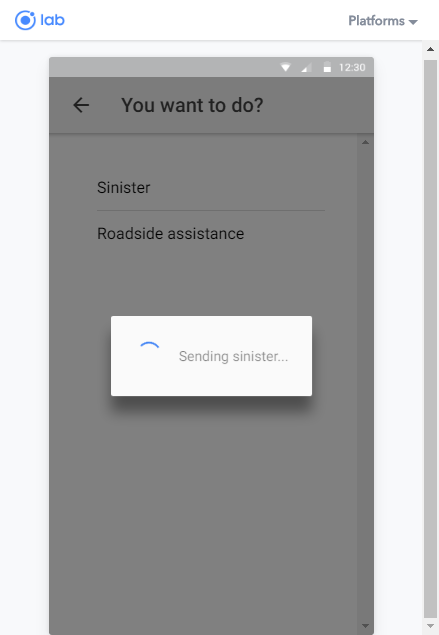 lab
Platforms
12:30
You want to do?
Sinister
Roadside assistance
Sending sinister...